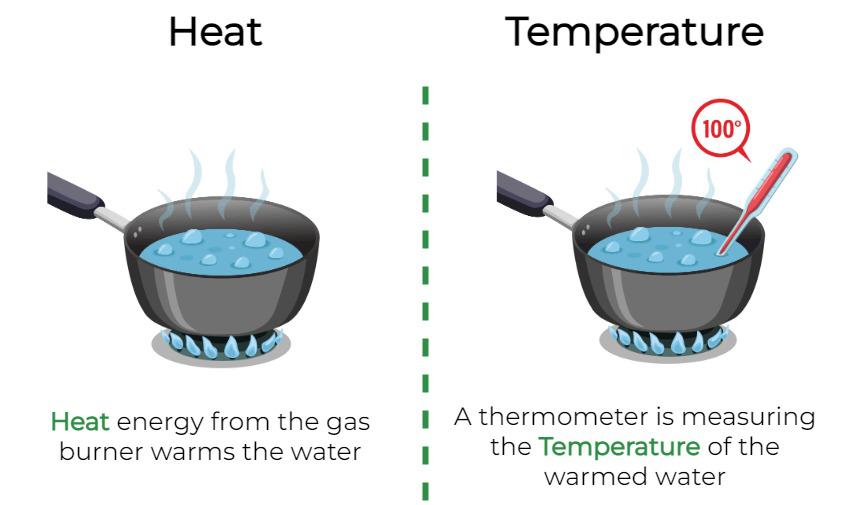 Heat
Heat energy from the gas
burner warms the water
Temperature
100°
A thermometer is measuring
the Temperature of the
warmed water